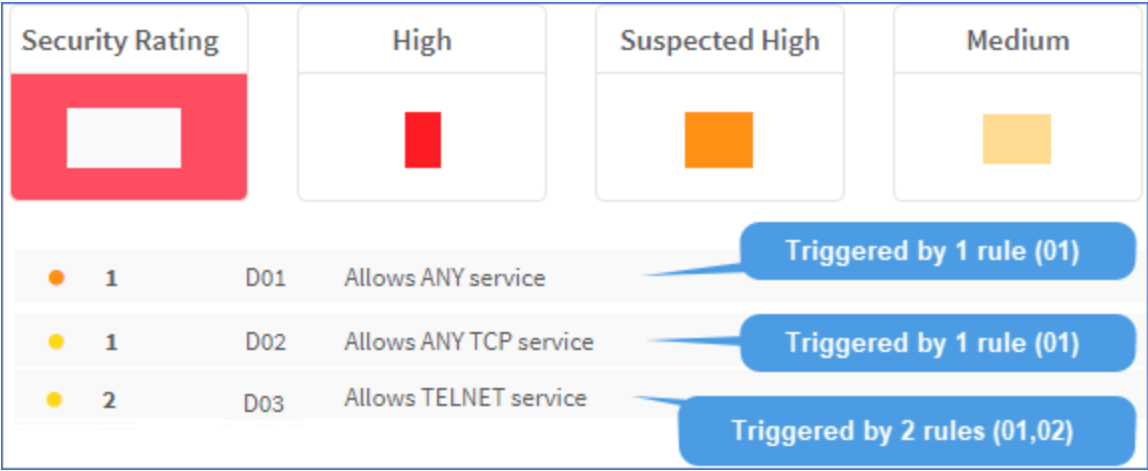 Security Rating
High
Suspected High
Medium
1 D01 Allows ANY service
Triggered by 1 rule (01)
1 D02 Allows ANY TCP service
Triggered by 1 rule (01)
2 D03 Allows TELNET service
Triggered by 2 rules (01,02)